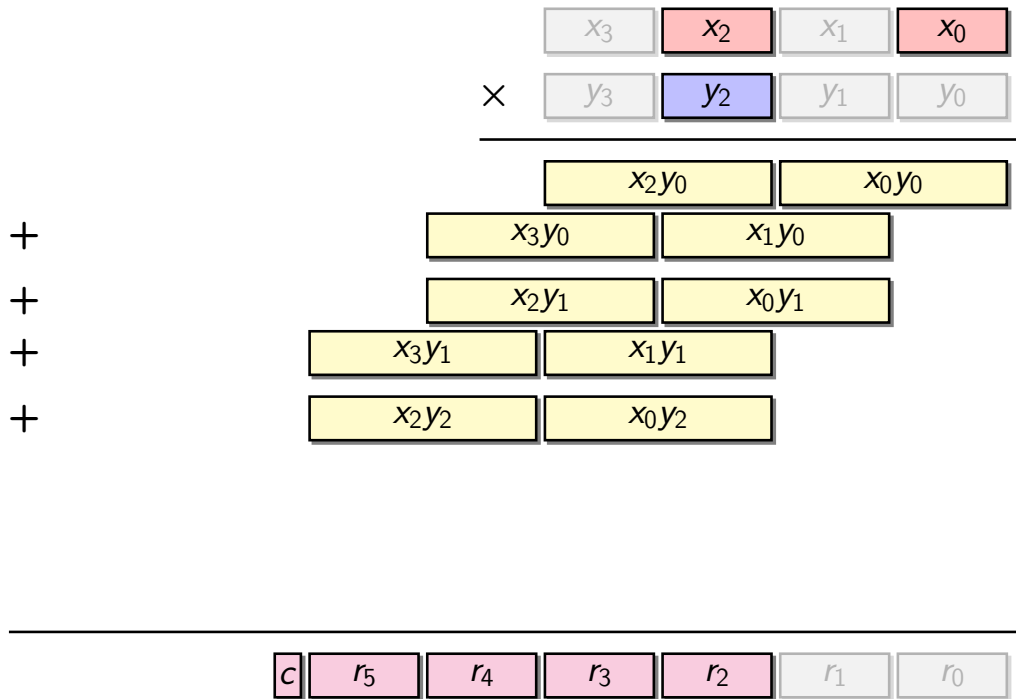 x₃ x₂ x₁ x₀
× y₃ y₂ y₁ y₀
x₂y₀ x₀y₀
+ x₃y₀ x₁y₀
+ x₂y₁ x₀y₁
+ x₃y₁ x₁y₁
+ x₂y₂ x₀y₂
c r₅ r₄ r₃ r₂ r₁ r₀